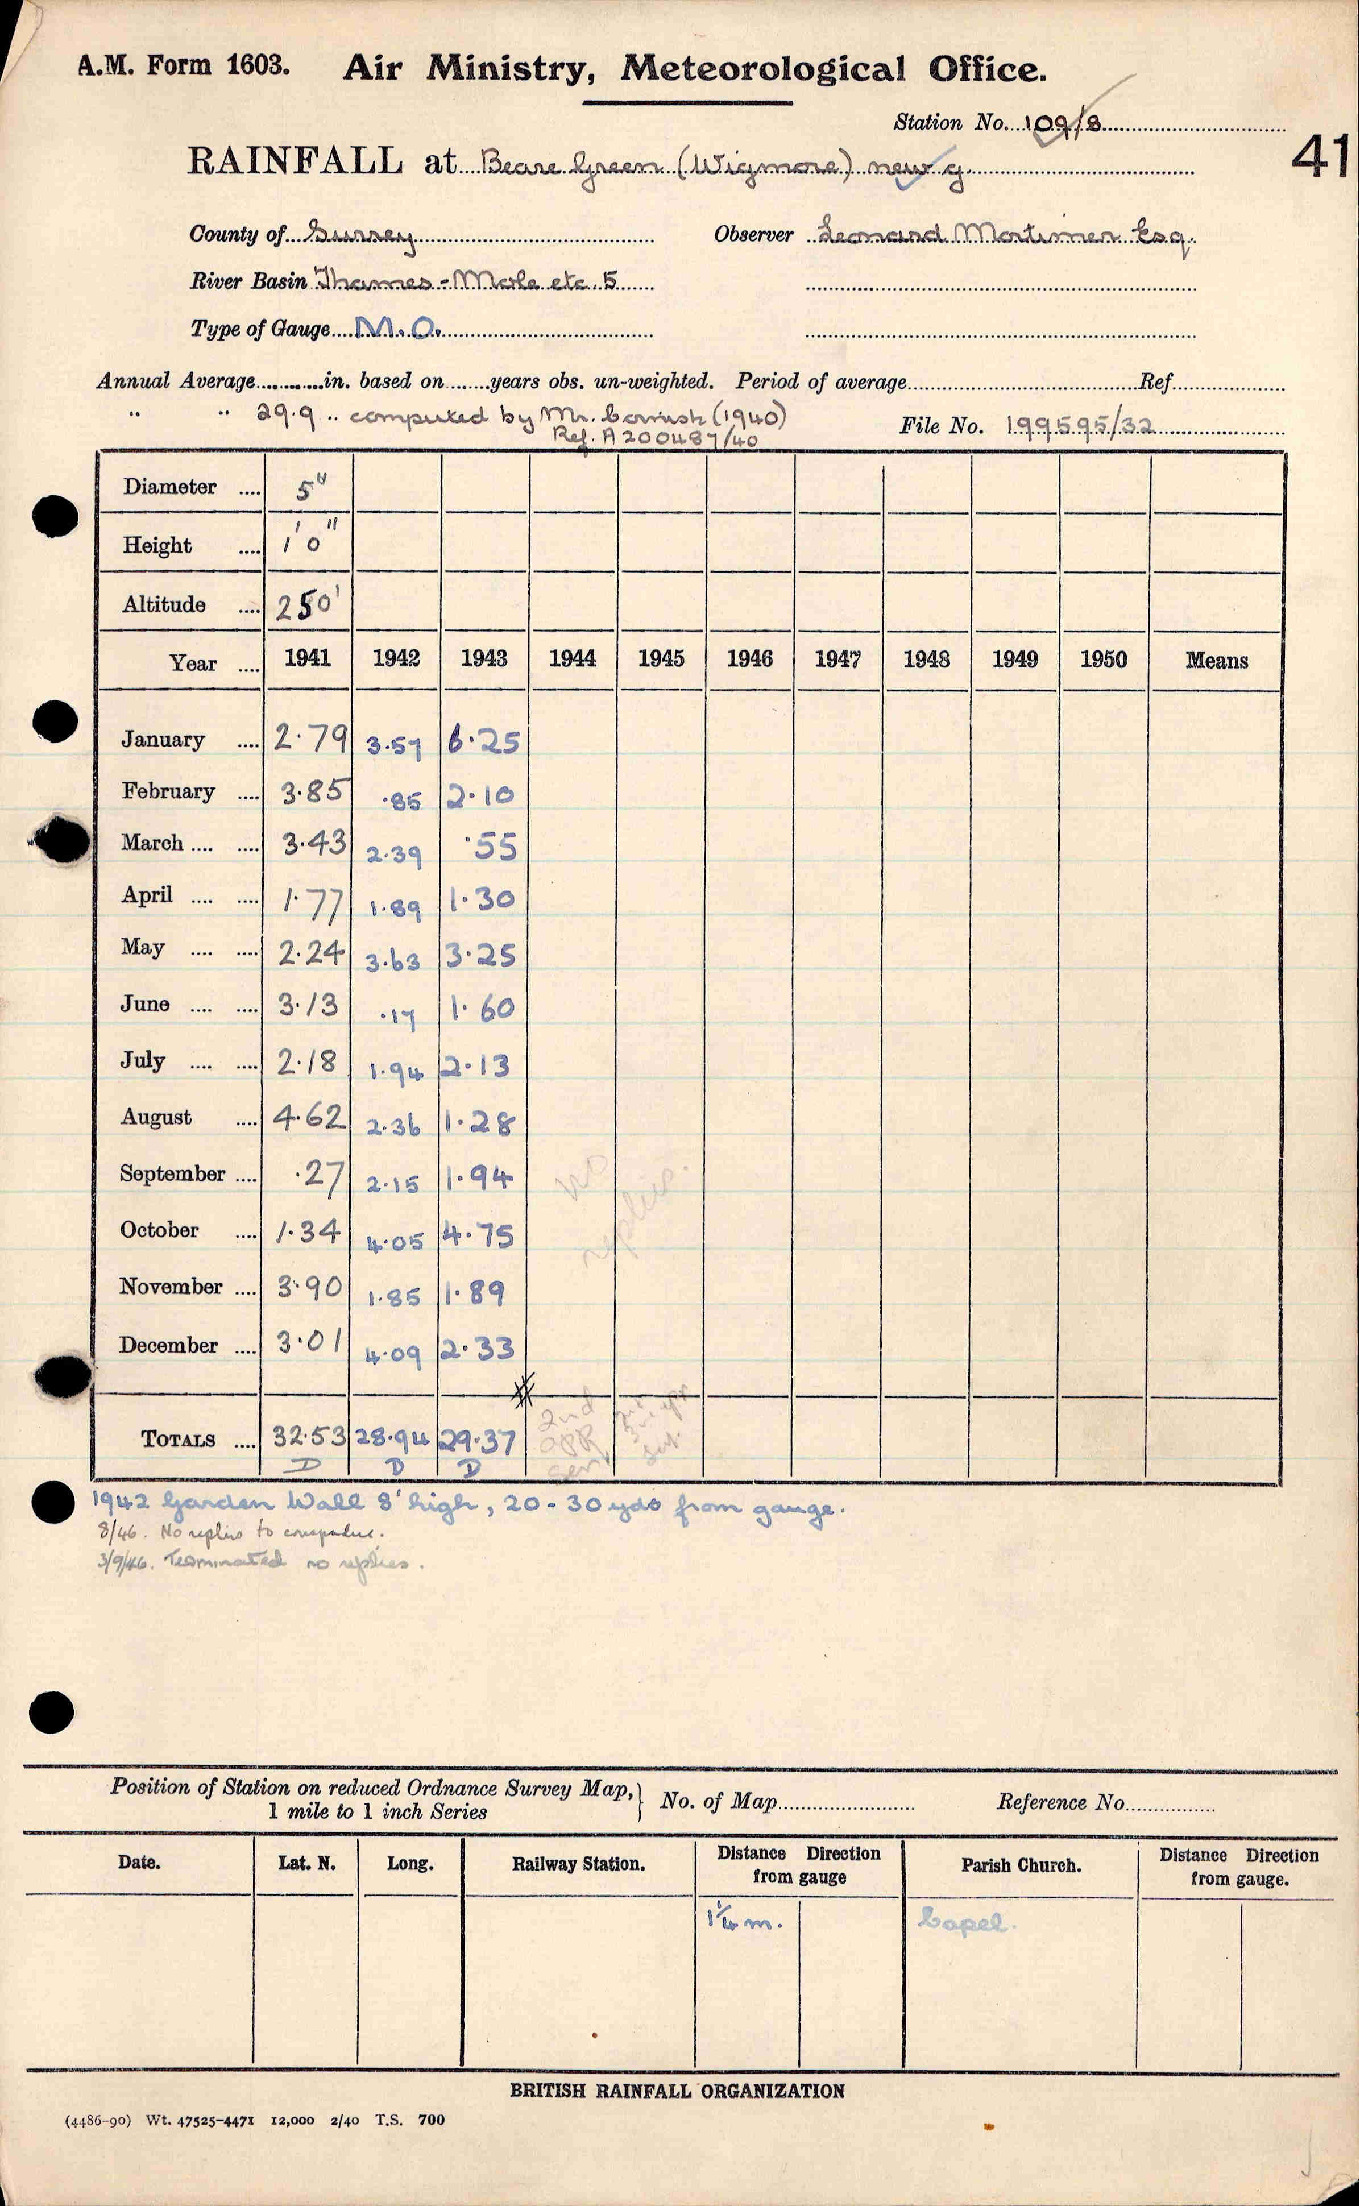 A.M. Form 1603. Air Ministry, Meteorological Office.
Station No. 109/8
41
RAINFALL at Beare Green (Wigmore) new g.
County of Surrey Observer Leonard Mortimer Esq.
River Basin Thames - Mole etc. 5
Type of Gauge M.O.
Annual Average in. based on years obs. un-weighted. Period of average Ref
" " 29.9 .. computed by Mr. Cornish (1940) File No. 199595/32
Ref. A200487/40
Diameter 5"
Height 1' 0"
Altitude 250'
Year 1941 1942 1943 1944 1945 1946 1947 1948 1949 1950 Means
January 2.79 3.57 6.25
February 3.85 .85 2.10
March 3.43 2.39 .55
April 1.77 1.89 1.30
May 2.24 3.63 3.25
June 3.13 .17 1.60
July 2.18 1.94 2.13
August 4.62 2.36 1.28
September .27 2.15 1.94
October 1.34 4.05 4.75
November 3.90 1.85 1.89
December 3.01 4.09 2.33
no replies.
TOTALS 32.53 28.94 29.37
D D D
2nd
1942 Garden Wall 8' high, 20 - 30 yds from gauge.
8/46. No replies to
3/9/46. Terminated no replies.
Position of Station on reduced Ordnance Survey Map, } No. of Map Reference No
1 mile to 1 inch Series
Date. Lat. N. Long. Railway Station. Distance Direction from gauge Parish Church. Distance Direction from gauge.
1¼ m. Capel.
BRITISH RAINFALL ORGANIZATION
(4486-90) Wt. 47525-4471 12,000 2/40 T.S. 700